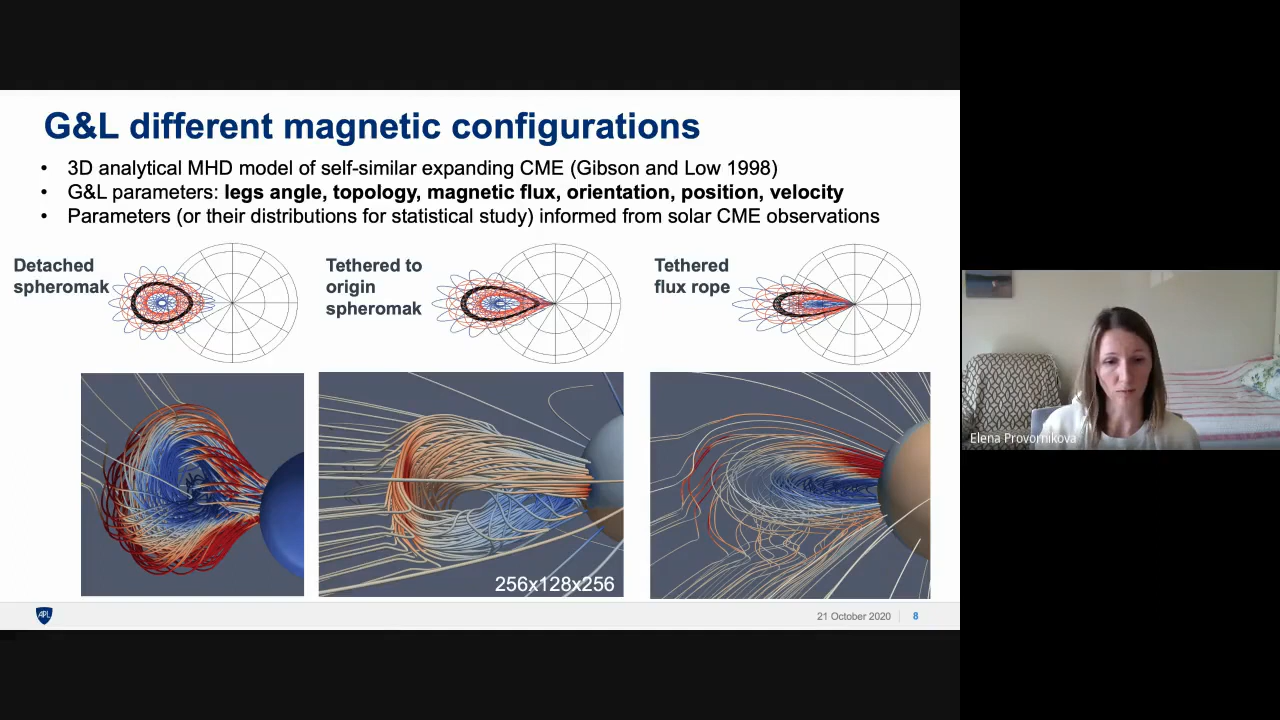 G&L different magnetic configurations
• 3D analytical MHD model of self-similar expanding CME (Gibson and Low 1998)
• G&L parameters: legs angle, topology, magnetic flux, orientation, position, velocity
• Parameters (or their distributions for statistical study) informed from solar CME observations
Detached
spheromak
Tethered to
origin
spheromak
Tethered
flux rope
256x128x256
APL
21 October 2020
8
Elena Provornikova